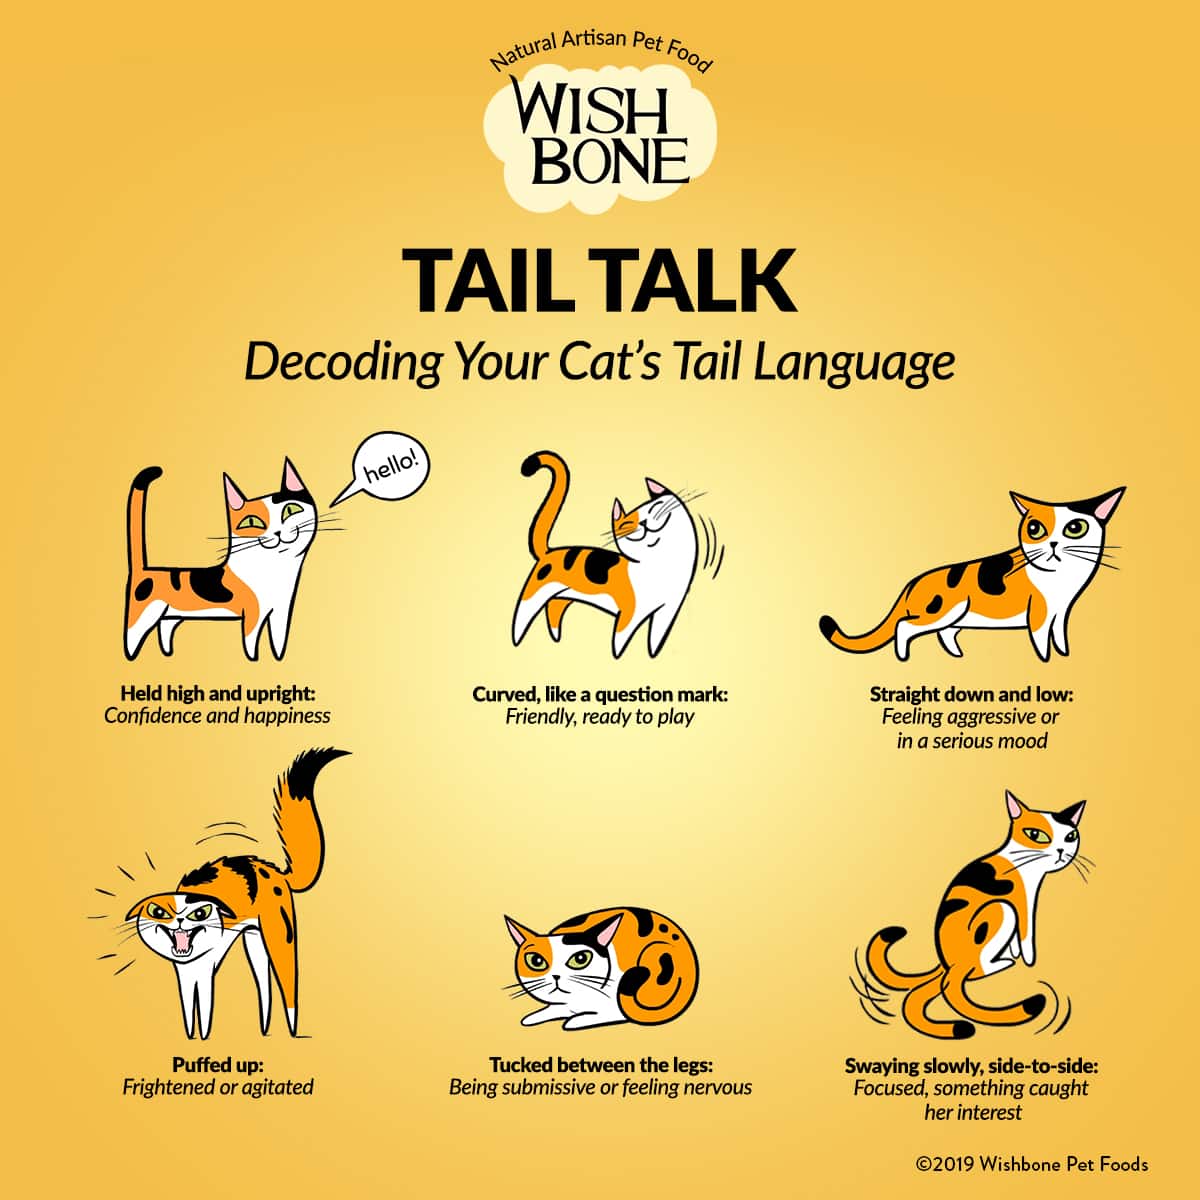 Natural Artisan Pet Food
WISH
BONE
TAIL TALK
Decoding Your Cat's Tail Language
hello!
Held high and upright:
Confidence and happiness
Curved, like a question mark:
Friendly, ready to play
Straight down and low:
Feeling aggressive or
in a serious mood
Puffed up:
Frightened or agitated
Tucked between the legs:
Being submissive or feeling nervous
Swaying slowly, side-to-side:
Focused, something caught
her interest
©2019 Wishbone Pet Foods